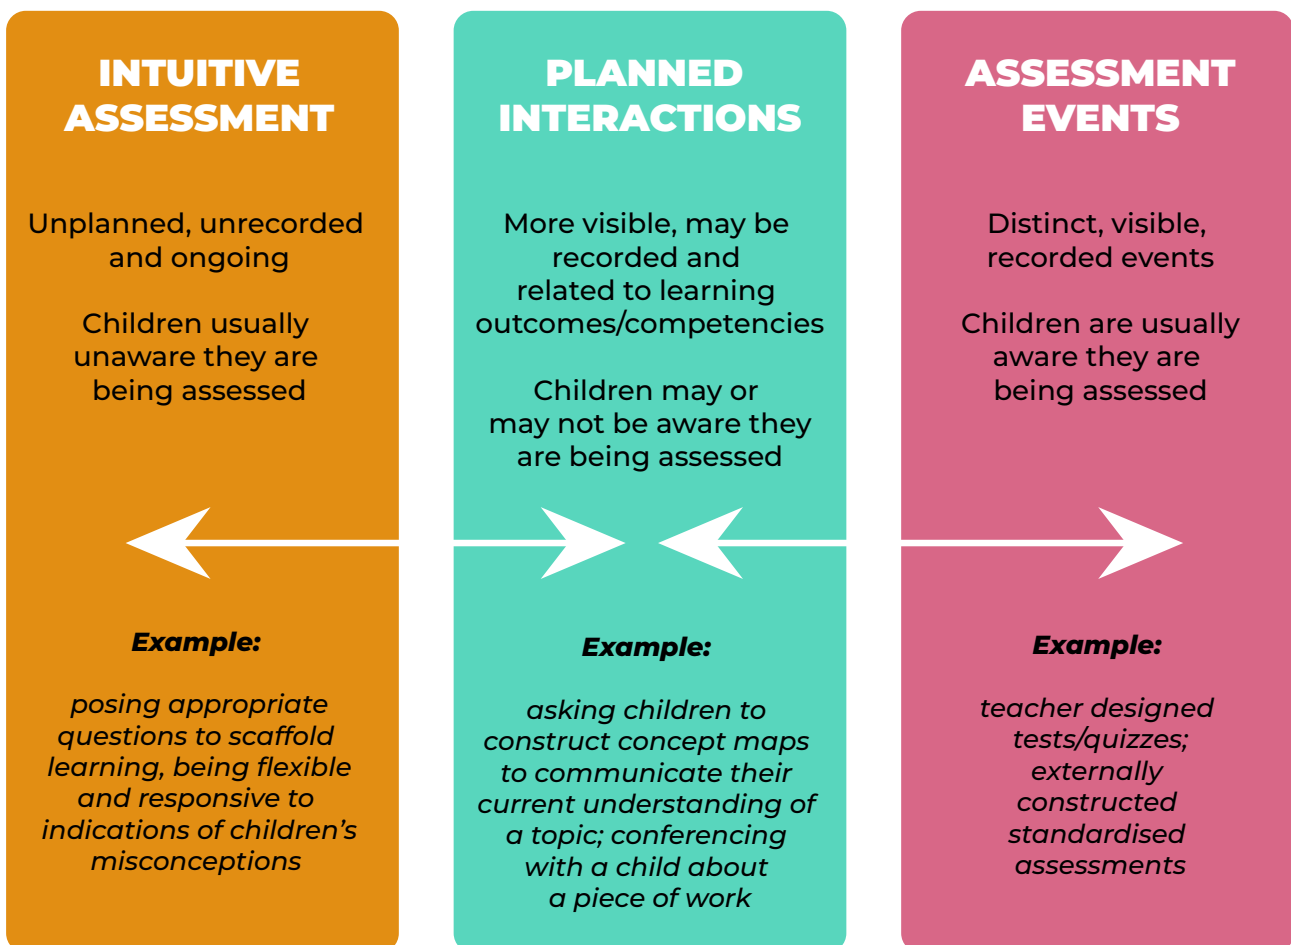 INTUITIVE
ASSESSMENT
Unplanned, unrecorded
and ongoing
Children usually
unaware they are
being assessed
Example:
posing appropriate
questions to scaffold
learning, being flexible
and responsive to
indications of children’s
misconceptions
PLANNED
INTERACTIONS
More visible, may be
recorded and
related to learning
outcomes/competencies
Children may or
may not be aware they
are being assessed
Example:
asking children to
construct concept maps
to communicate their
current understanding of
a topic; conferencing
with a child about
a piece of work
ASSESSMENT
EVENTS
Distinct, visible,
recorded events
Children are usually
aware they are
being assessed
Example:
teacher designed
tests/quizzes;
externally
constructed
standardised
assessments